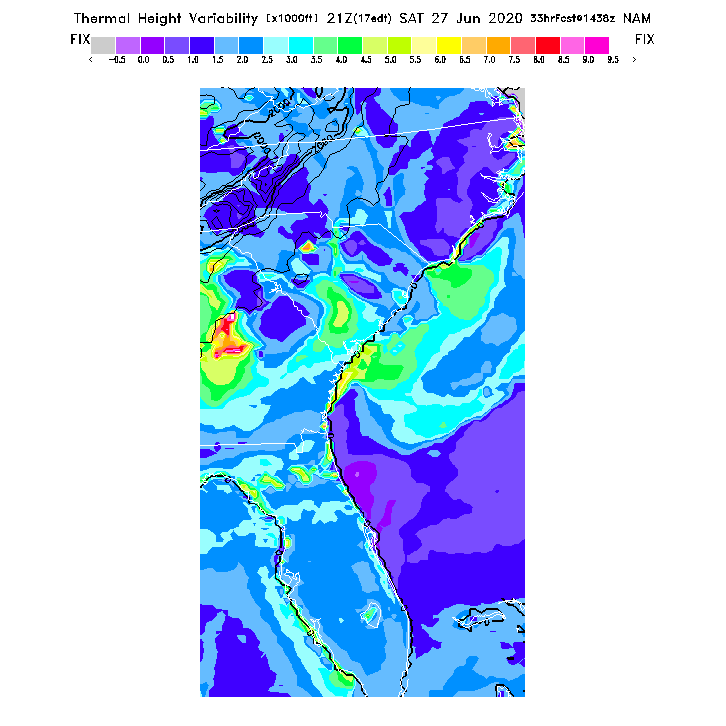 Thermal Height Variability [x1000ft] 21Z(17edt) SAT 27 Jun 2020 33hrFcst@1438z NAM
FIX FIX
< -0.5 0.0 0.5 1.0 1.5 2.0 2.5 3.0 3.5 4.0 4.5 5.0 5.5 6.0 6.5 7.0 7.5 8.0 8.5 9.0 9.5 >
2000